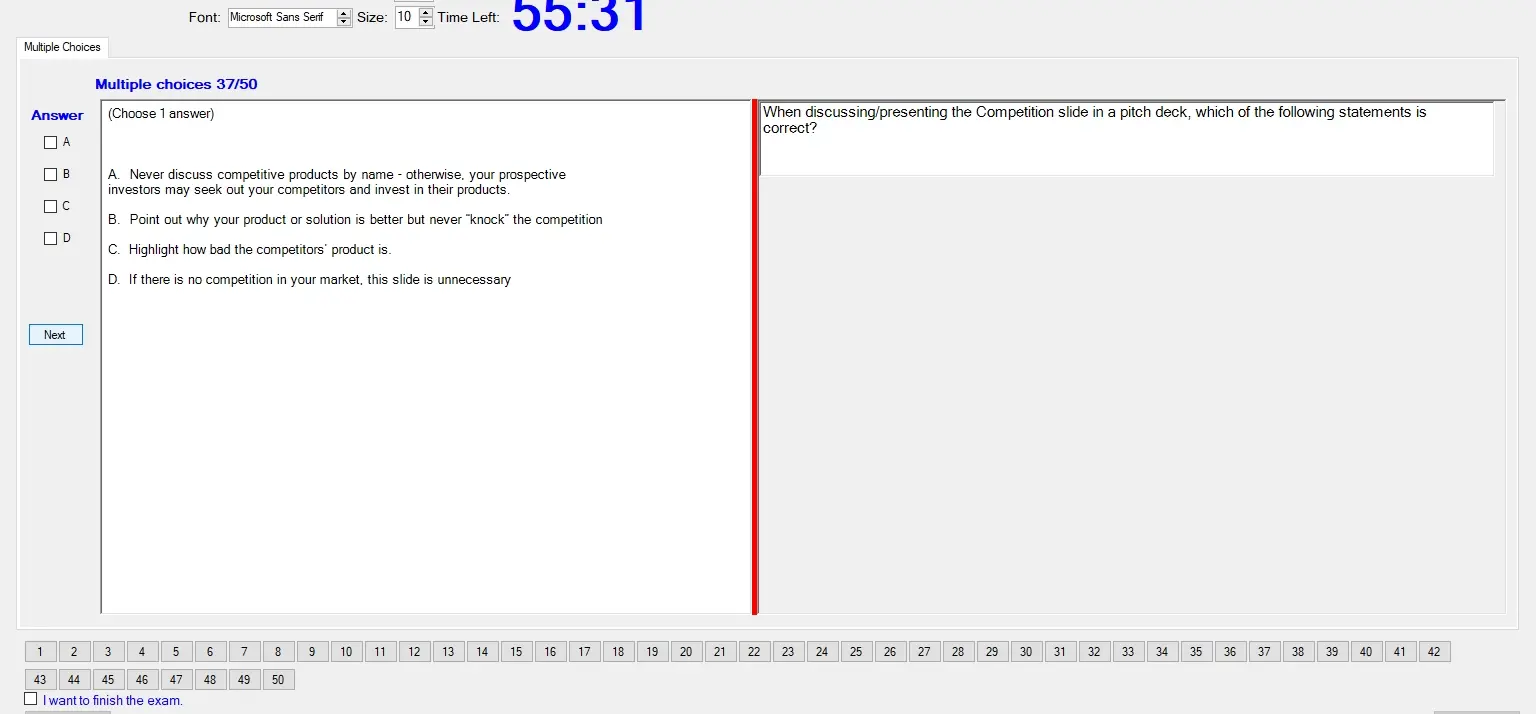 Font: Microsoft Sans Serif Size: 10 Time Left: 55:31
Multiple Choices
Multiple choices 37/50
Answer
A
B
C
D
Next
(Choose 1 answer)
A. Never discuss competitive products by name - otherwise, your prospective
investors may seek out your competitors and invest in their products.
B. Point out why your product or solution is better but never “knock” the competition
C. Highlight how bad the competitors’ product is.
D. If there is no competition in your market, this slide is unnecessary
When discussing/presenting the Competition slide in a pitch deck, which of the following statements is
correct?
1 2 3 4 5 6 7 8 9 10 11 12 13 14 15 16 17 18 19 20 21 22 23 24 25 26 27 28 29 30 31 32 33 34 35 36 37 38 39 40 41 42
43 44 45 46 47 48 49 50
I want to finish the exam.